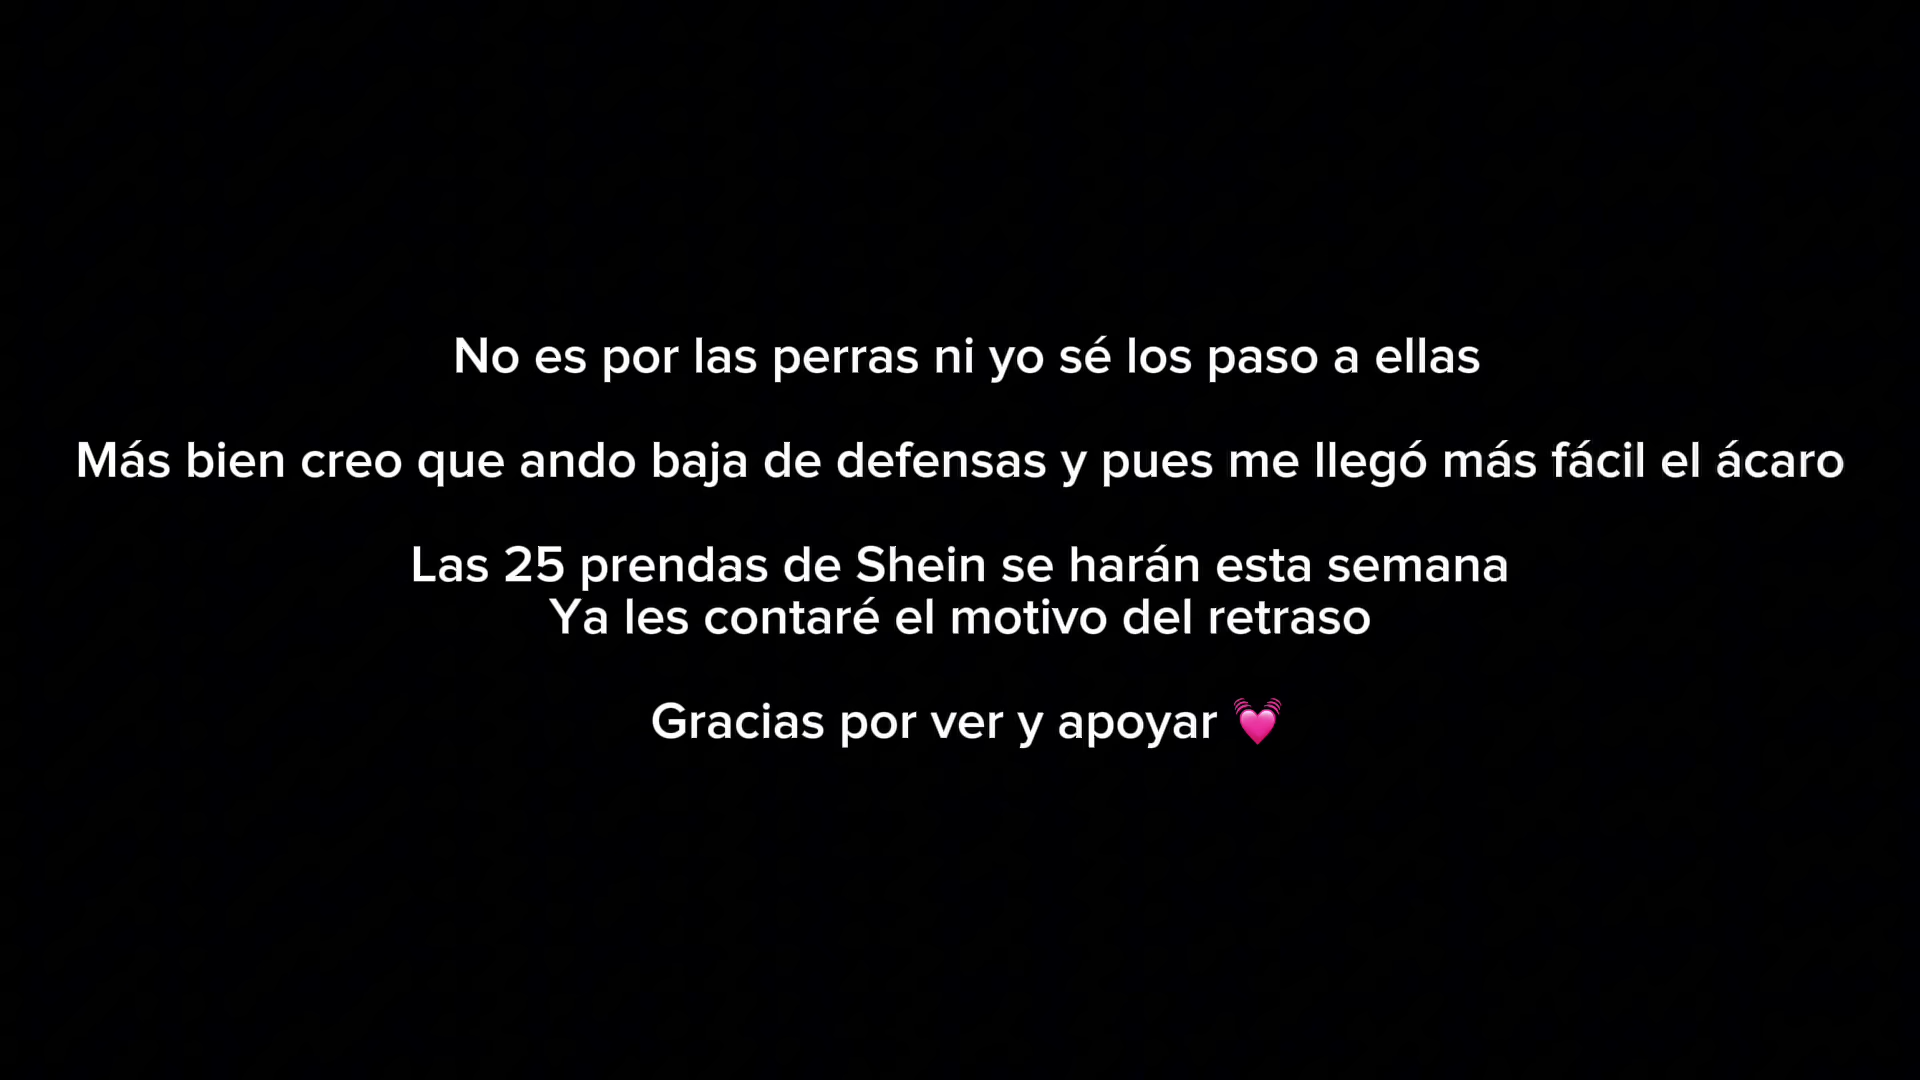 No es por las perras ni yo sé los paso a ellas
Más bien creo que ando baja de defensas y pues me llegó más fácil el ácaro
Las 25 prendas de Shein se harán esta semana
Ya les contaré el motivo del retraso
Gracias por ver y apoyar 💓